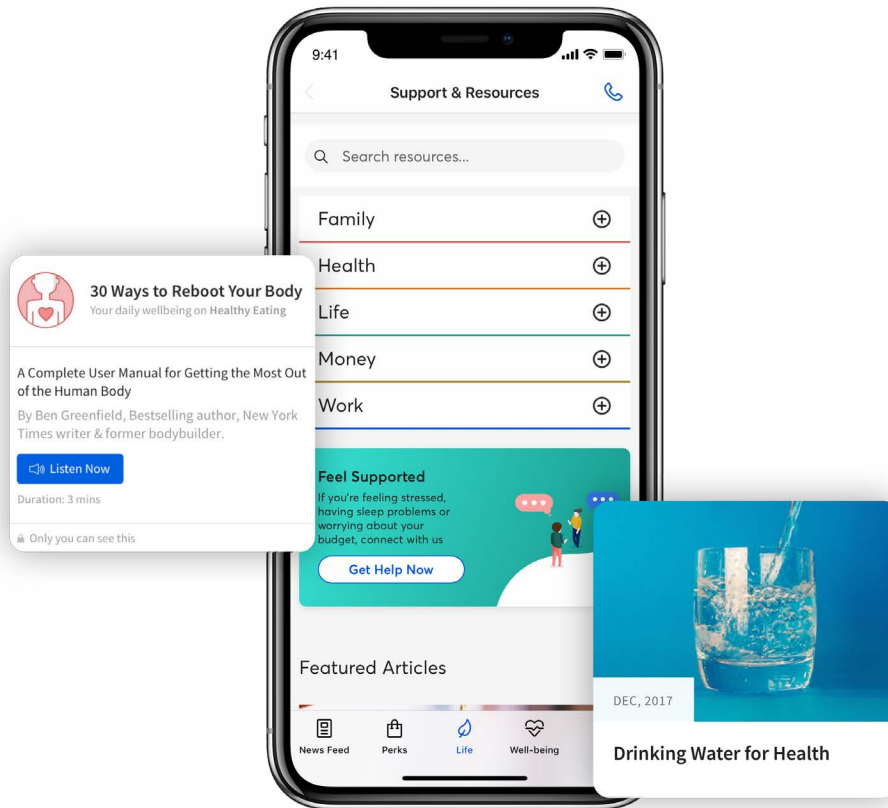 9:41
Support & Resources
Search resources...
Family
Health
Life
Money
Work
30 Ways to Reboot Your Body
Your daily wellbeing on Healthy Eating
A Complete User Manual for Getting the Most Out
of the Human Body
By Ben Greenfield, Bestselling author, New York
Times writer & former bodybuilder.
Listen Now
Duration: 3 mins
Only you can see this
Feel Supported
If you're feeling stressed,
having sleep problems or
worrying about your
budget, connect with us
Get Help Now
Featured Articles
News Feed
Perks
Life
Well-being
DEC, 2017
Drinking Water for Health